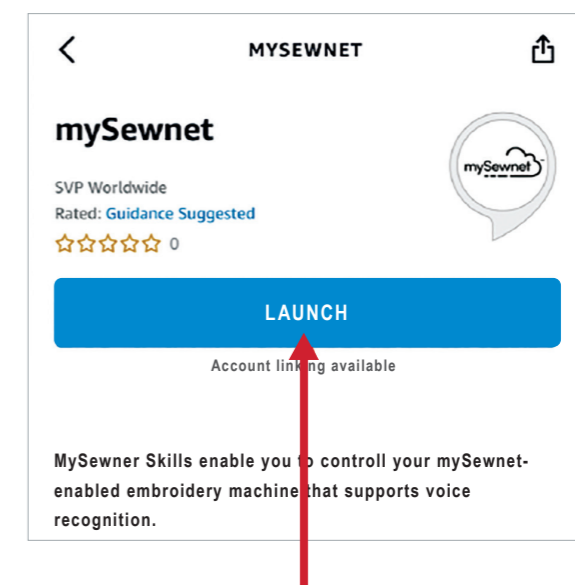 MYSEWNET
mySewnet
mySewnet
SVP Worldwide
Rated: Guidance Suggested
0
LAUNCH
Account linking available
MySewner Skills enable you to controll your mySewnet-
enabled embroidery machine that supports voice
recognition.